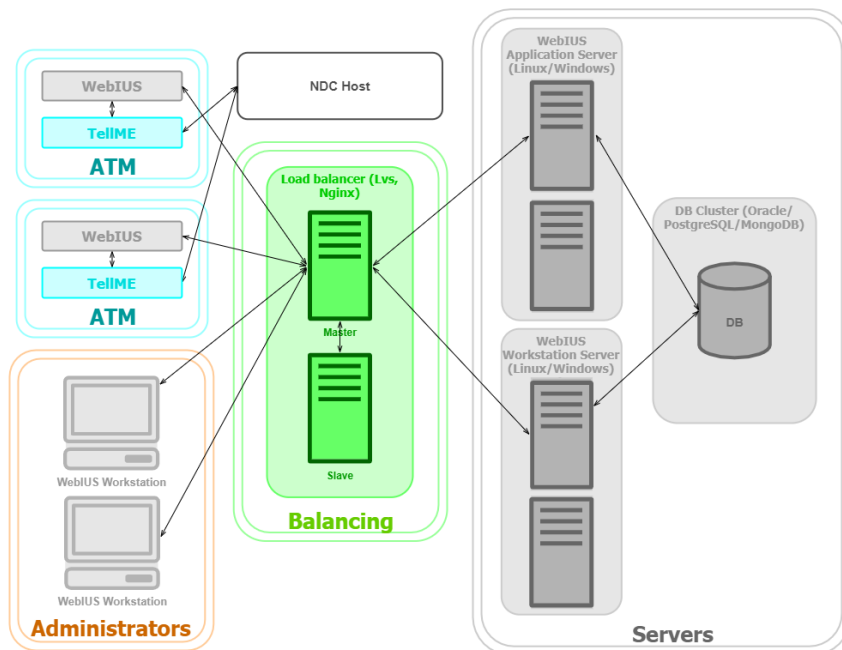 WebIUS
TellME
ATM
WebIUS
TellME
ATM
WebIUS Workstation
WebIUS Workstation
Administrators
NDC Host
Load balancer (Lvs,
Nginx)
Master
Slave
Balancing
WebIUS
Application Server
(Linux/Windows)
WebIUS
Workstation Server
(Linux/Windows)
DB Cluster (Oracle/
PostgreSQL/MongoDB)
DB
Servers